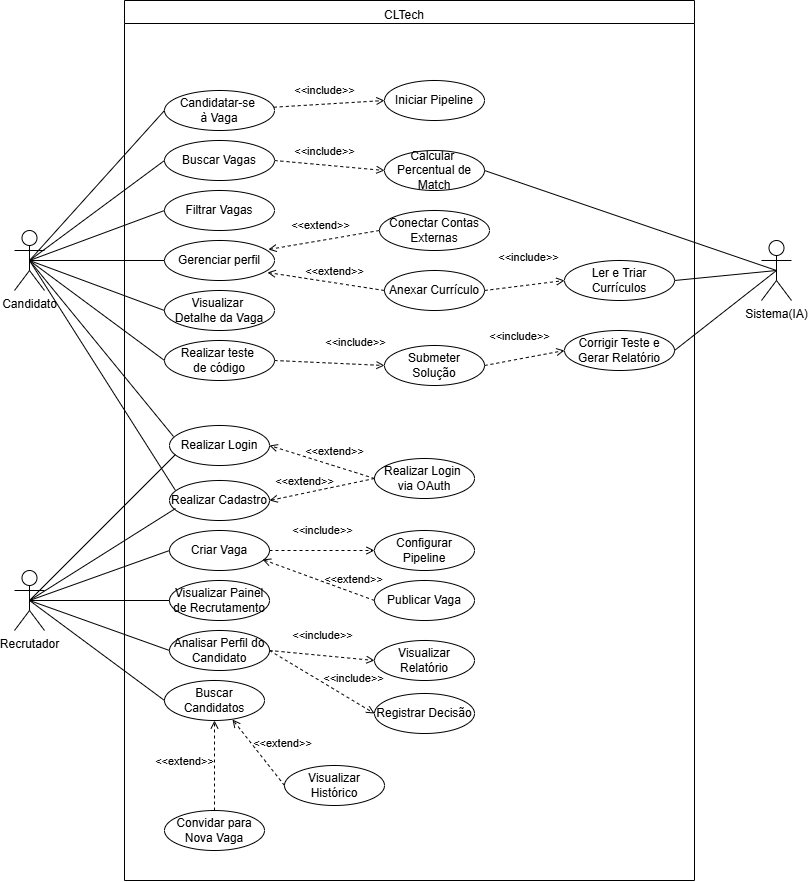 CLTech
Candidatar-se
à Vaga
<<include>>
Iniciar Pipeline
Buscar Vagas
<<include>>
Calcular
Percentual de
Match
Filtrar Vagas
Gerenciar perfil
<<extend>>
Conectar Contas
Externas
<<extend>>
Anexar Currículo
<<include>>
Ler e Triar
Currículos
Candidato
Sistema(IA)
Visualizar
Detalhe da Vaga
Realizar teste
de código
<<include>>
Submeter
Solução
<<include>>
Corrigir Teste e
Gerar Relatório
Realizar Login
<<extend>>
Realizar Login
via OAuth
<<extend>>
Realizar Cadastro
Criar Vaga
<<include>>
Configurar
Pipeline
<<extend>>
Publicar Vaga
Visualizar Painel
de Recrutamento
Recrutador
Analisar Perfil do
Candidato
<<include>>
Visualizar
Relatório
<<include>>
Registrar Decisão
Buscar
Candidatos
<<extend>>
<<extend>>
Visualizar
Histórico
Convidar para
Nova Vaga